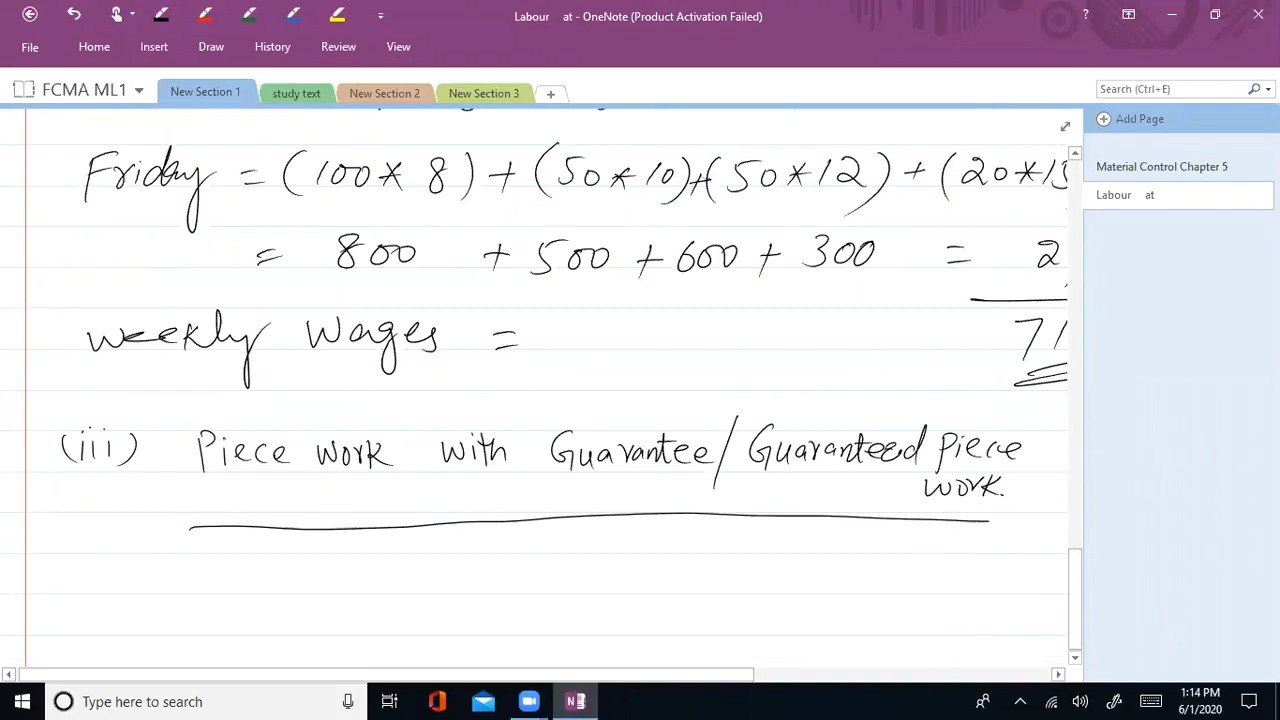 Labour at - OneNote (Product Activation Failed)
?
File Home Insert Draw History Review View
FCMA ML1 New Section 1 study text New Section 2 New Section 3 +
Search (Ctrl+E)
Add Page
Material Control Chapter 5
Labour at
Friday = (100 * 8) + (50 * 10) + (50 * 12) + (20 * 15
= 800 + 500 + 600 + 300 = 2
weekly Wages = 71
(iii) Piece work with Guarantee/Guaranteed piece
work.
Type here to search
1:14 PM
6/1/2020